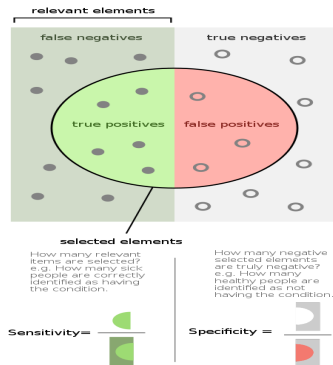 relevant elements
false negatives
true negatives
true positives
false positives
selected elements
How many relevant
items are selected?
e.g. How many sick
people are correctly
identified as having
the condition.
Sensitivity=
How many negative
selected elements
are truly negative?
e.g. How many
healthy people are
identified as not
having the condition.
Specificity =